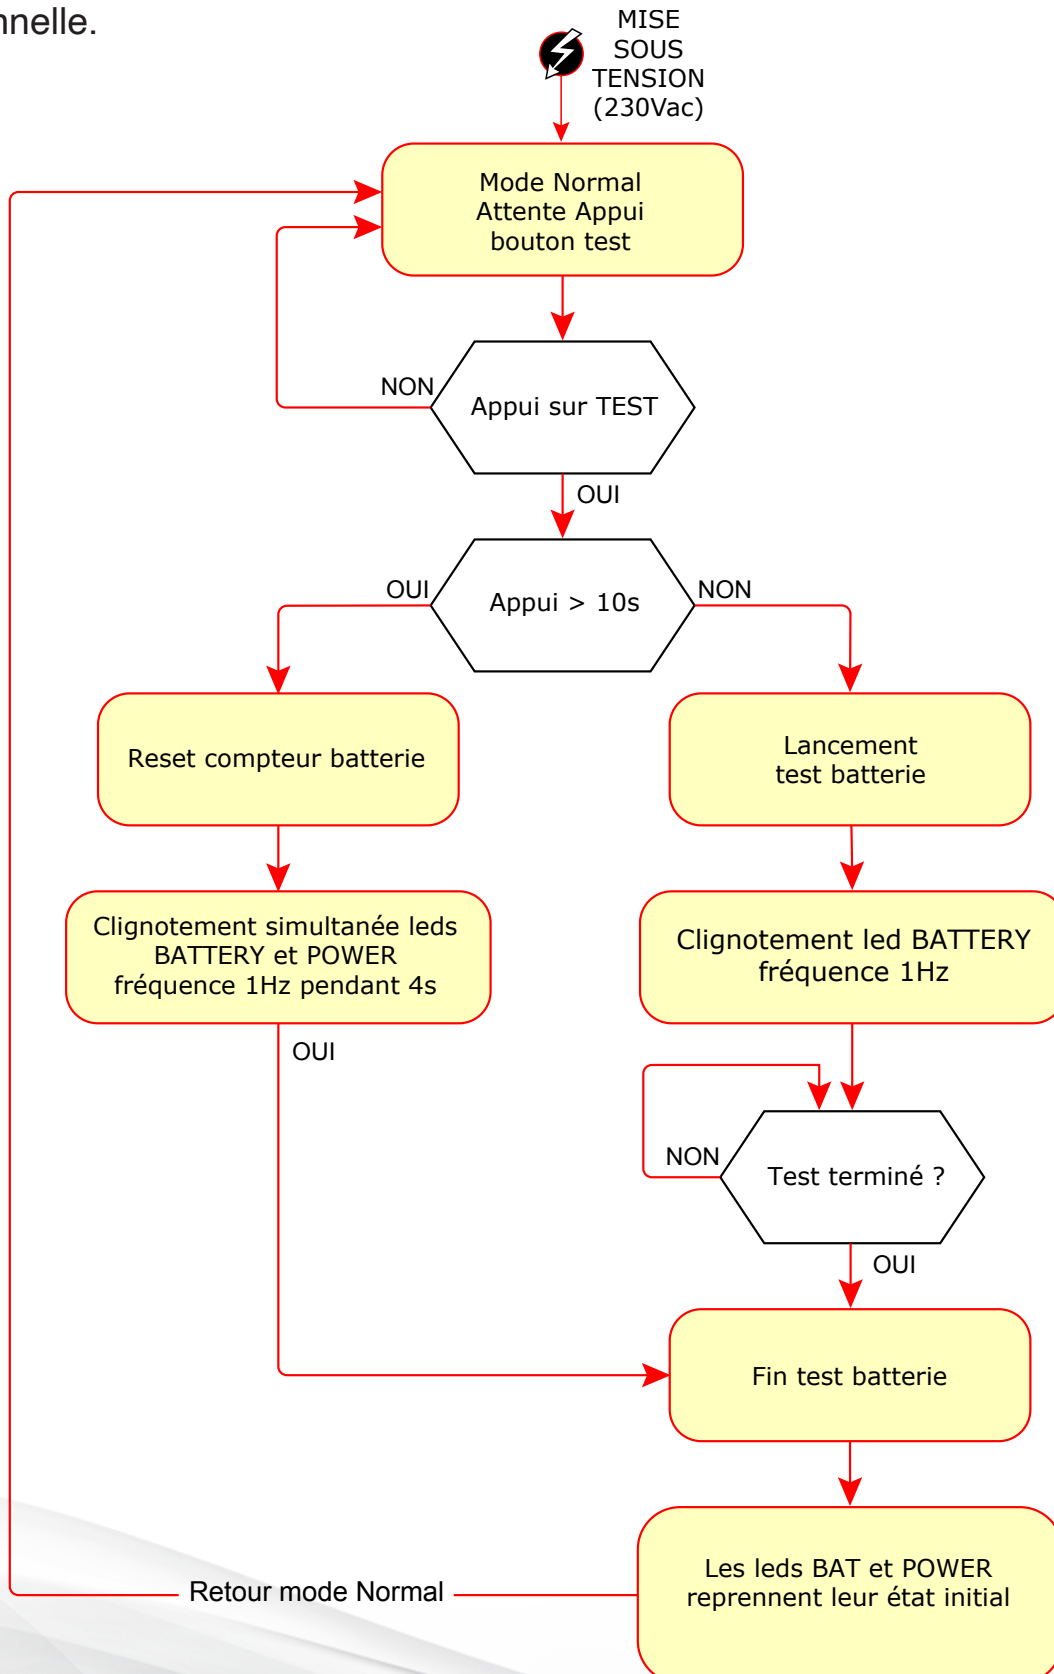 nnelle.
MISE
SOUS
TENSION
(230Vac)
Mode Normal
Attente Appui
bouton test
NON
Appui sur TEST
OUI
OUI
Appui > 10s
NON
Reset compteur batterie
Lancement
test batterie
Clignotement simultanée leds
BATTERY et POWER
fréquence 1Hz pendant 4s
Clignotement led BATTERY
fréquence 1Hz
OUI
NON
Test terminé ?
OUI
Fin test batterie
Retour mode Normal
Les leds BAT et POWER
reprennent leur état initial